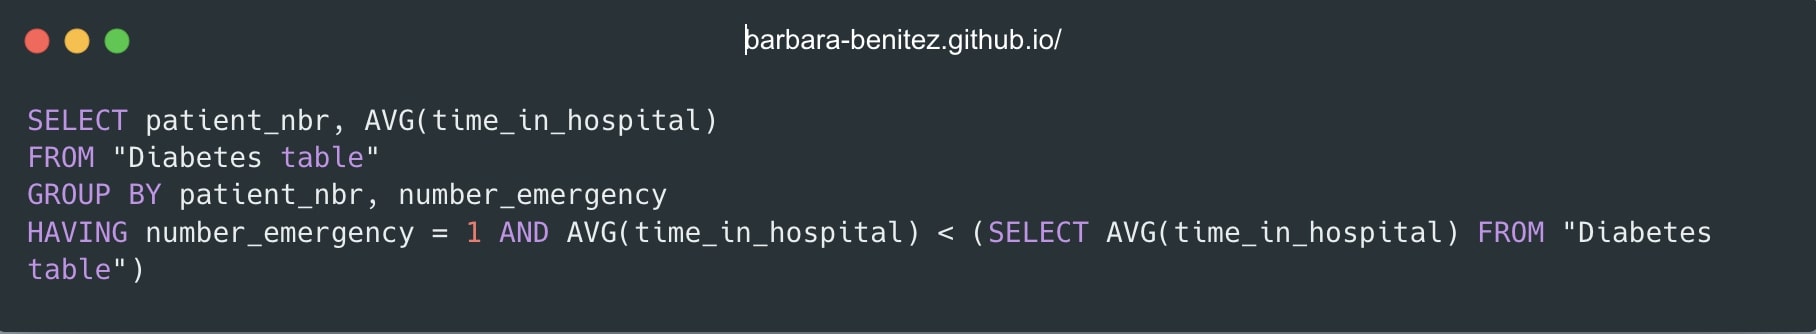 barbara-benitez.github.io/
SELECT patient_nbr, AVG(time_in_hospital)
FROM "Diabetes table"
GROUP BY patient_nbr, number_emergency
HAVING number_emergency = 1 AND AVG(time_in_hospital) < (SELECT AVG(time_in_hospital) FROM "Diabetes
table")